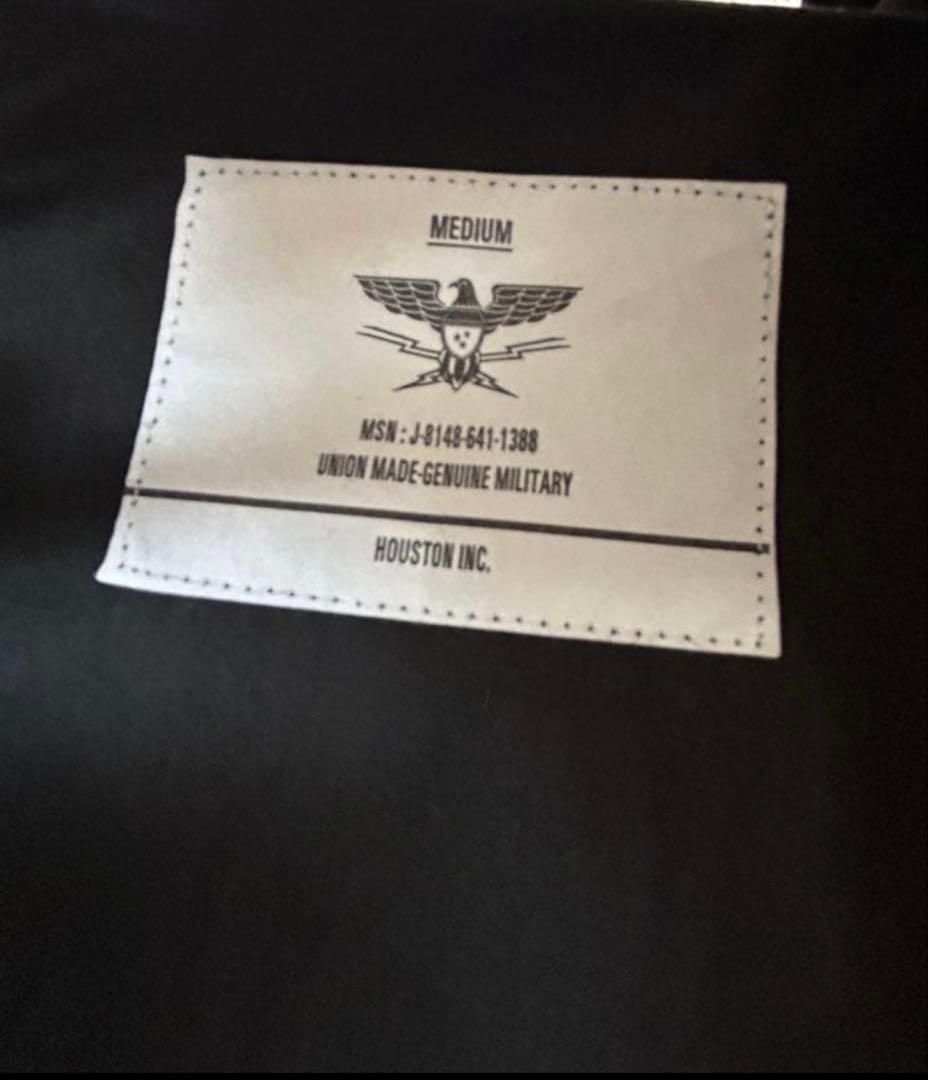 MEDIUM
MSN : J-8148-641-1388
UNION MADE-GENUINE MILITARY
HOUSTON INC.